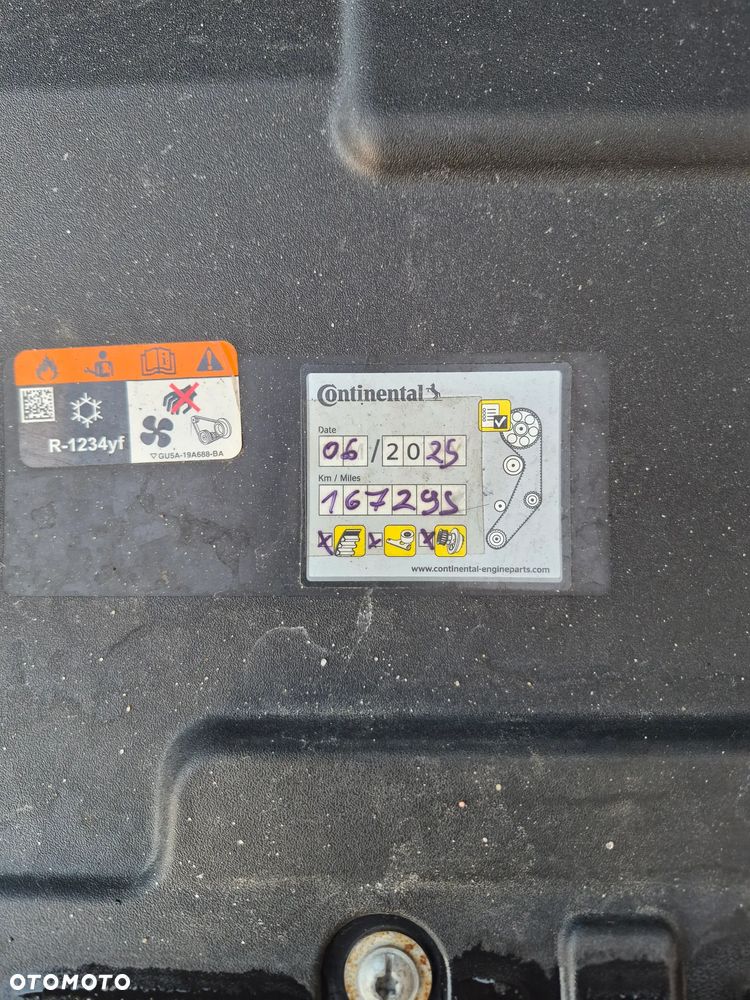 R-1234yf
▽GU5A-19A688-BA
Continental
Date
06/2025
Km / Miles
167295
x x x
www.continental-engineparts.com
OTOMOTO